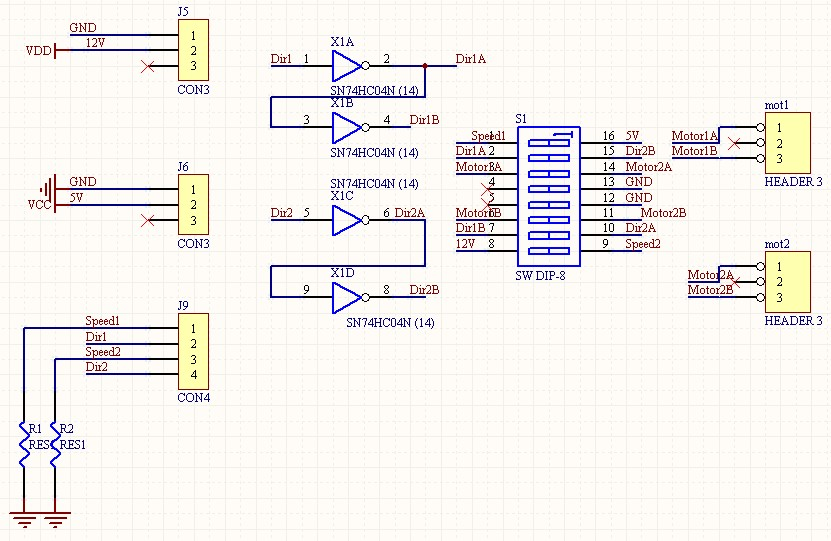 J5
GND
1
12V
VDD
2
3
CON3
J6
GND
1
5V
VCC
2
3
CON3
J9
Speed1
1
Dir1
2
Speed2
3
Dir2
4
CON4
R1
RES1
R2
RES1
X1A
Dir1
1
2
Dir1A
SN74HC04N (14)
X1B
3
4
Dir1B
SN74HC04N (14)
SN74HC04N (14)
X1C
Dir2
5
6
Dir2A
X1D
9
8
Dir2B
SN74HC04N (14)
S1
Speed1
1
16
5V
Dir1A
2
15
Dir2B
Motor1A
3
14
Motor2A
4
13
GND
5
12
GND
Motor1B
6
11
Motor2B
Dir1B
7
10
Dir2A
12V
8
9
Speed2
SW DIP-8
mot1
Motor1A
1
2
Motor1B
3
HEADER 3
mot2
1
Motor2A
2
Motor2B
3
HEADER 3